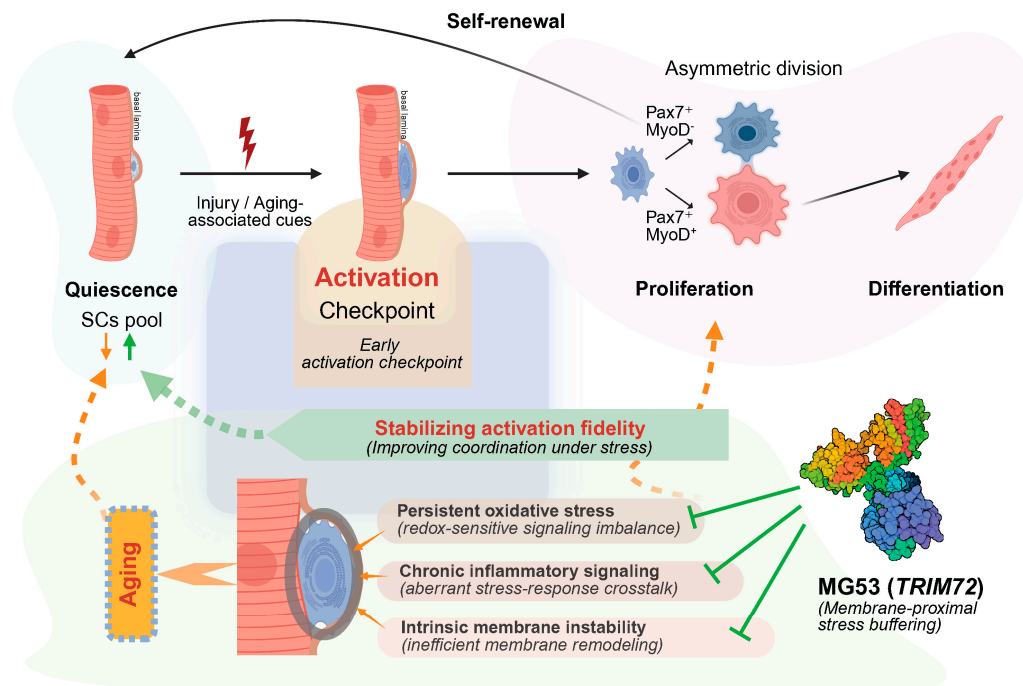 Self-renewal
Asymmetric division
basal lamina
basal lamina
Pax7+
MyoD-
Pax7+
MyoD+
Injury / Aging-
associated cues
Quiescence
SCs pool
Activation
Checkpoint
Early
activation checkpoint
Proliferation
Differentiation
Stabilizing activation fidelity
(Improving coordination under stress)
Aging
Persistent oxidative stress
(redox-sensitive signaling imbalance)
Chronic inflammatory signaling
(aberrant stress-response crosstalk)
Intrinsic membrane instability
(inefficient membrane remodeling)
MG53 (TRIM72)
(Membrane-proximal
stress buffering)